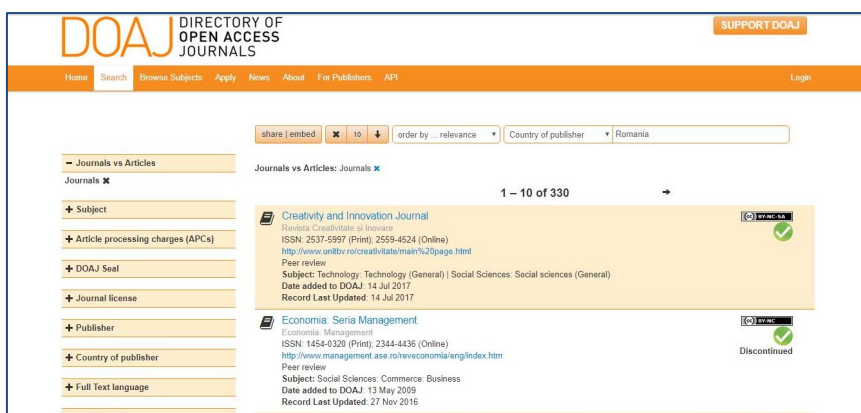 DOAJ
DIRECTORY OF
OPEN ACCESS
JOURNALS
SUPPORT DOAJ
Home Search Browse Subjects Apply News About For Publishers API Login
share | embed 10 order by ... relevance Country of publisher Romania
Journals vs Articles
Journals
Journals vs Articles: Journals
1 – 10 of 330
Subject
Article processing charges (APCs)
DOAJ Seal
Journal license
Publisher
Country of publisher
Full Text language
Creativity and Innovation Journal
Revista Creativitate și Inovare
ISSN: 2537-5997 (Print); 2559-4524 (Online)
http://www.unitbv.ro/creativitate/main%20page.html
Peer review
Subject: Technology: Technology (General) | Social Sciences: Social sciences (General)
Date added to DOAJ: 14 Jul 2017
Record Last Updated: 14 Jul 2017
(cc) BY-NC-SA
Economia: Seria Management
Economia: Management
ISSN: 1454-0320 (Print); 2344-4436 (Online)
http://www.management.ase.ro/reveconomia/eng/index.htm
Peer review
Subject: Social Sciences: Commerce: Business
Date added to DOAJ: 13 May 2009
Record Last Updated: 27 Nov 2016
(cc) BY-NC
Discontinued